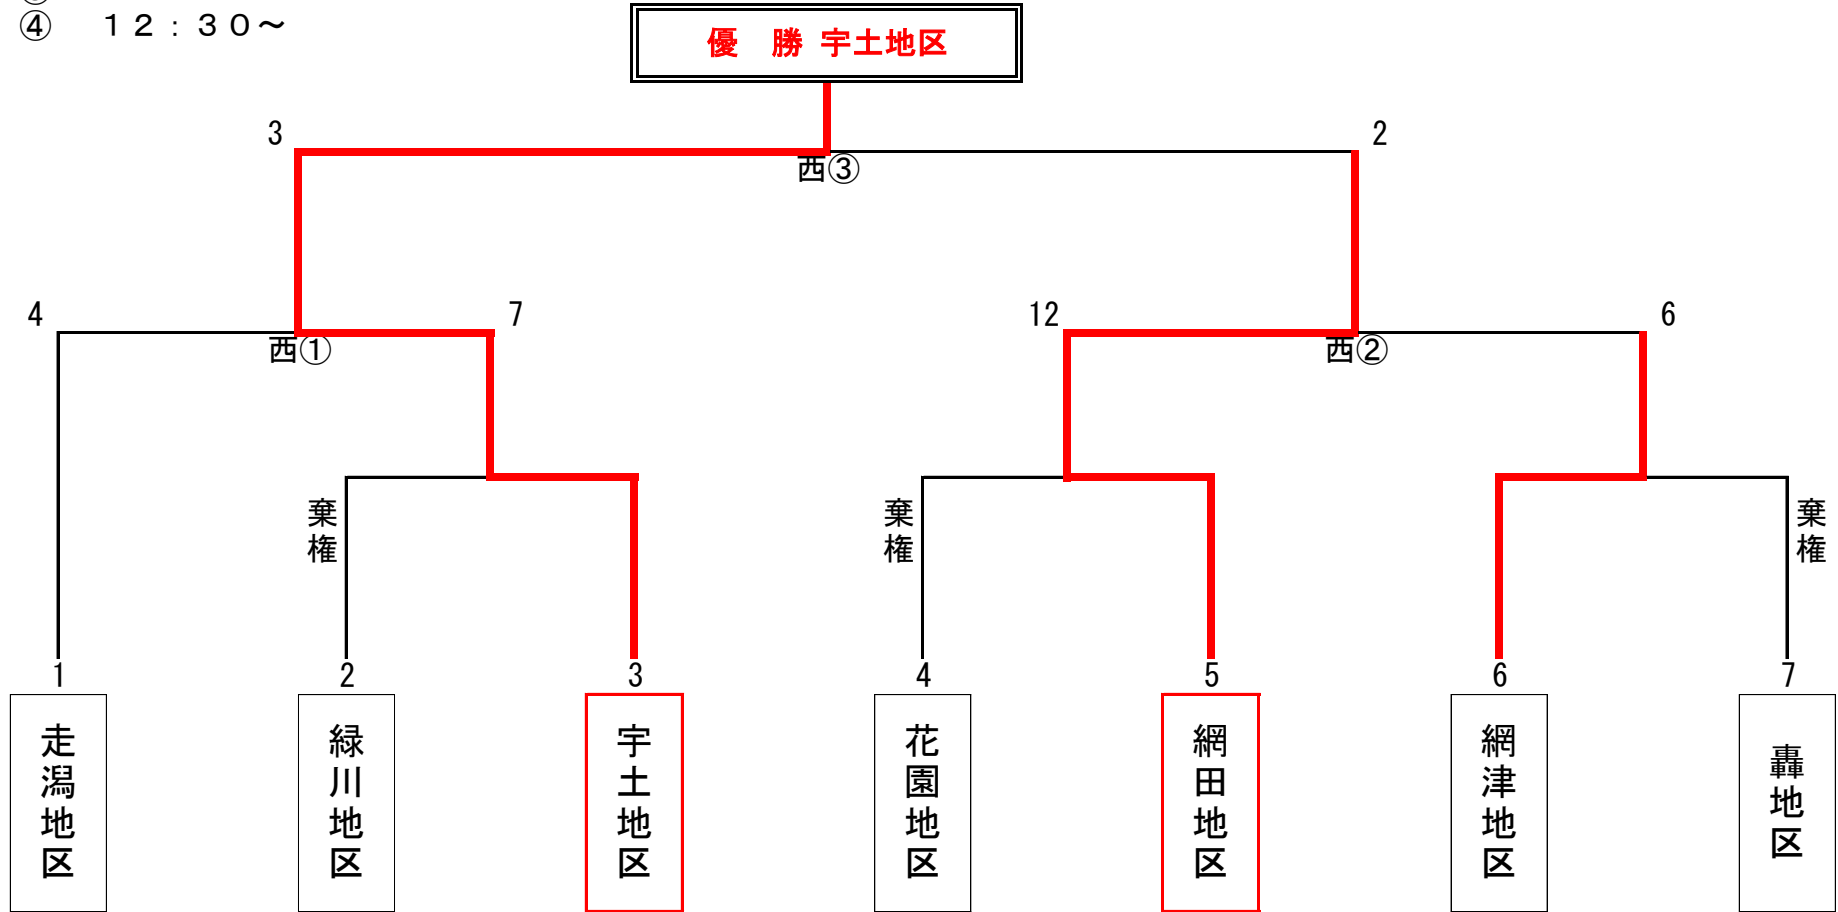 ④ １２：３０～
優 勝 宇土地区
3
2
西③
4
7
12
6
西①
西②
棄権
棄権
棄権
1
2
3
4
5
6
7
走潟地区
緑川地区
宇土地区
花園地区
網田地区
網津地区
轟地区